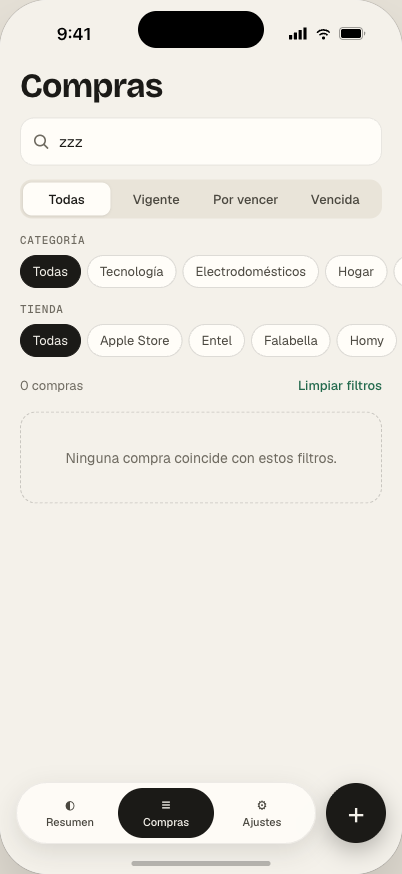 9:41
Compras
zzz
Todas Vigente Por vencer Vencida
CATEGORÍA
Todas Tecnología Electrodomésticos Hogar
TIENDA
Todas Apple Store Entel Falabella Homy
0 compras Limpiar filtros
Ninguna compra coincide con estos filtros.
Resumen Compras Ajustes +